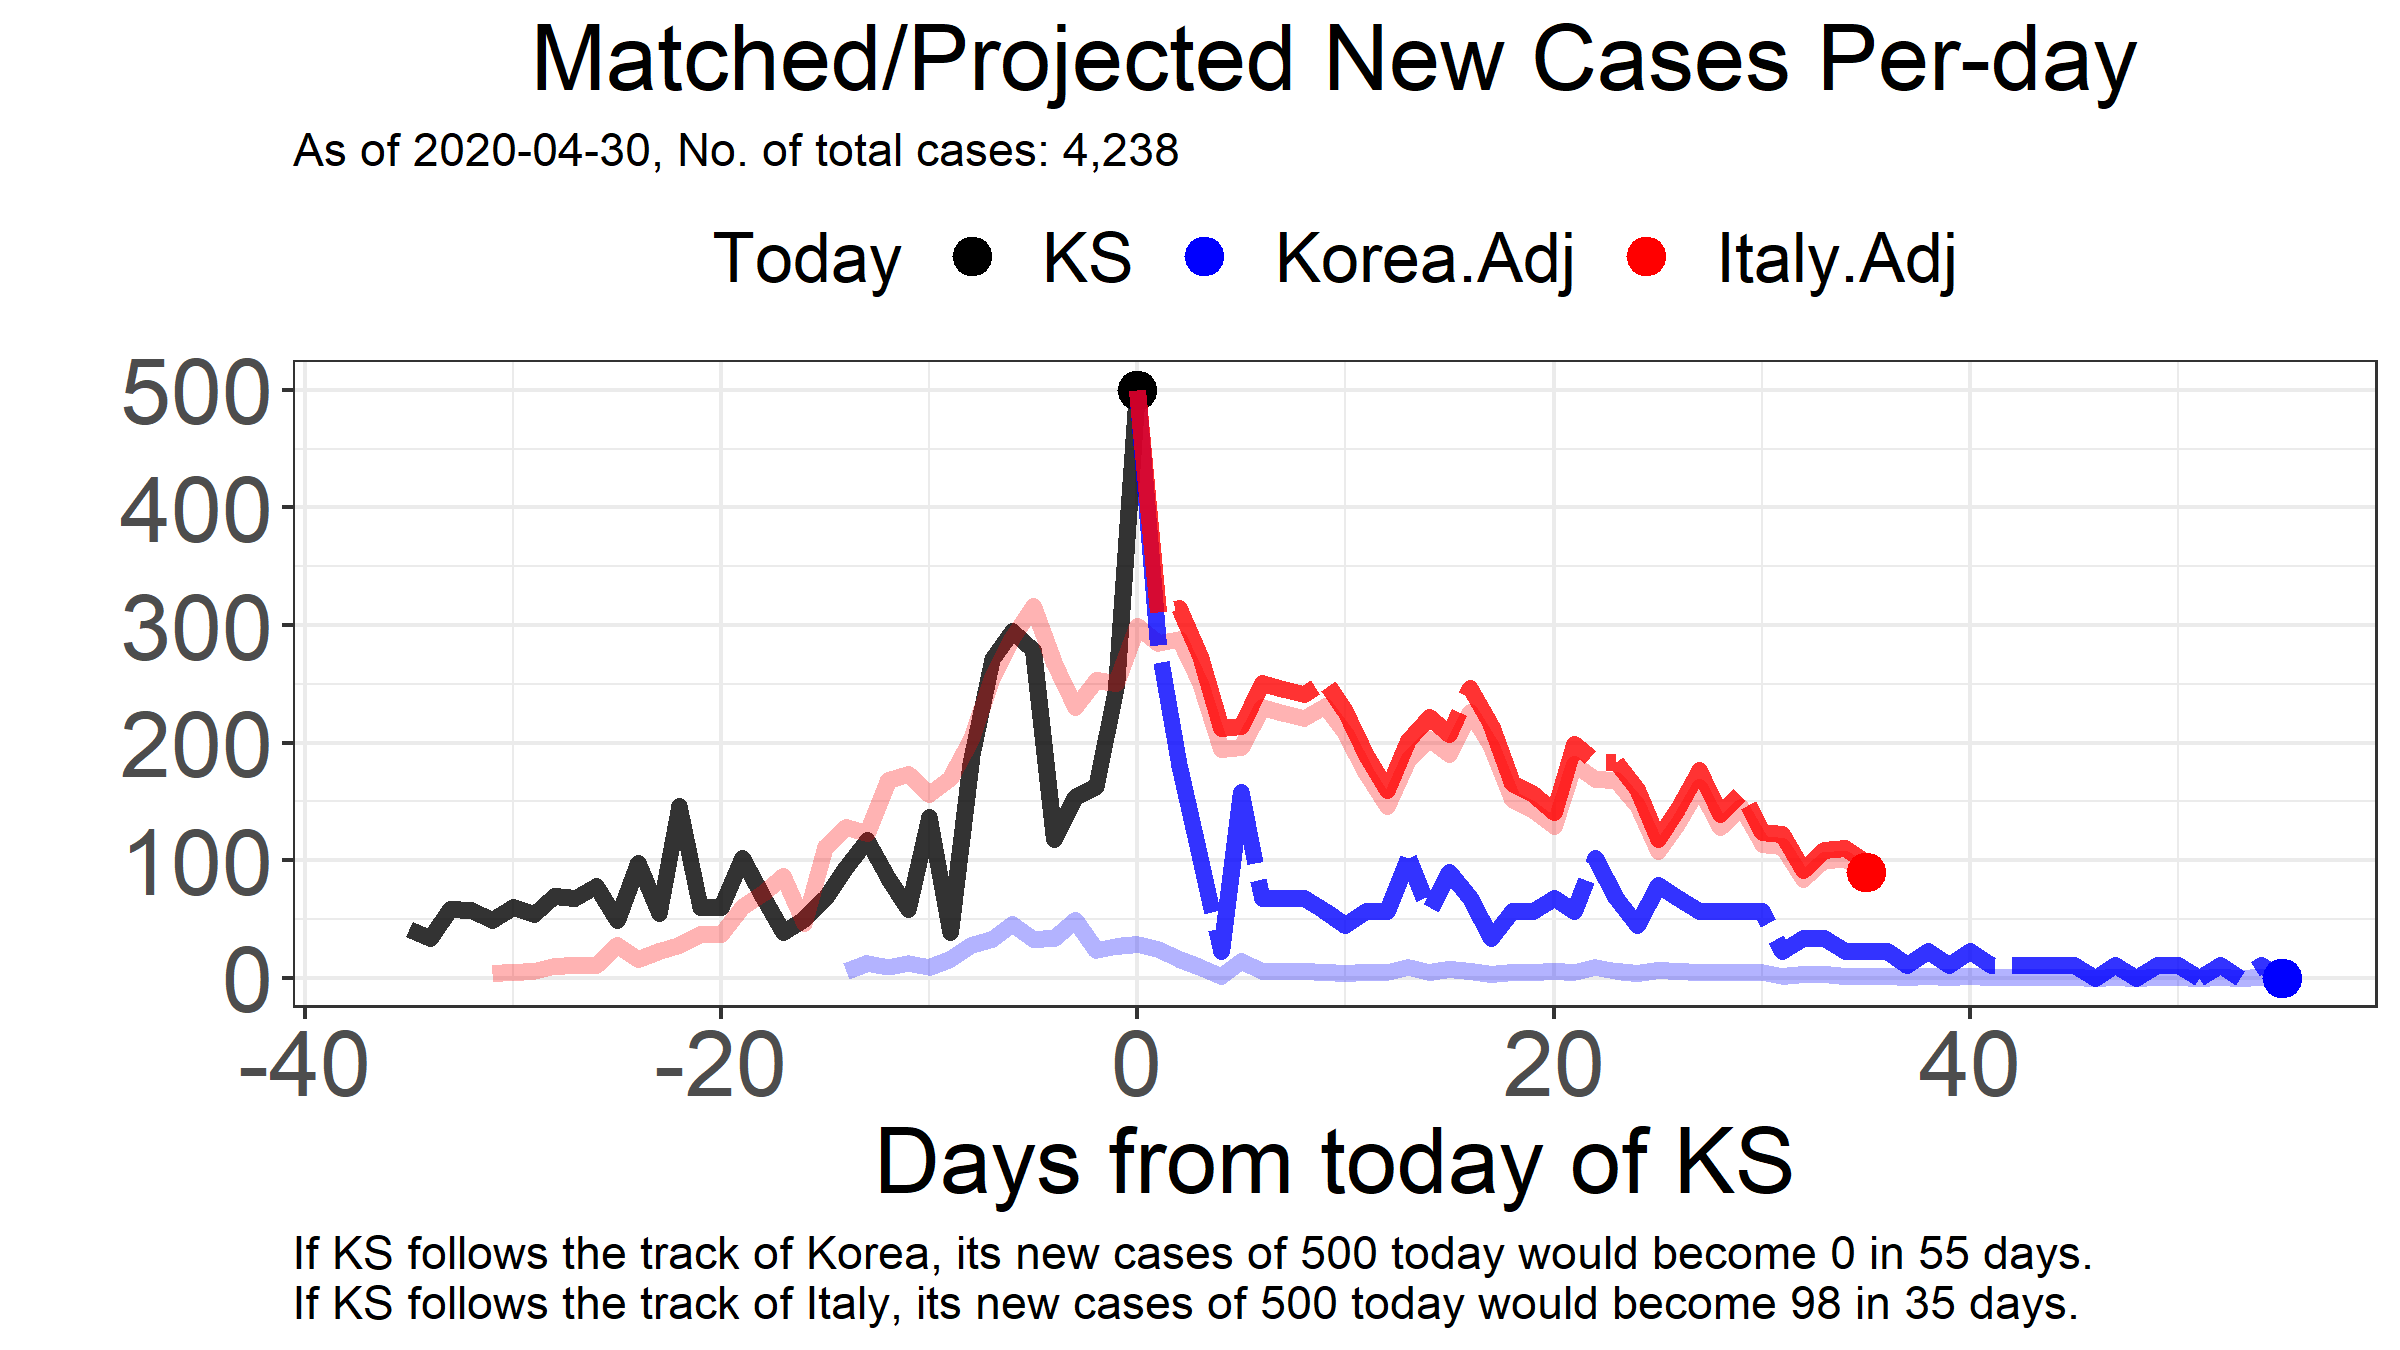 Matched/Projected New Cases Per-day
As of 2020-04-30, No. of total cases: 4,238
Today KS Korea.Adj Italy.Adj
500
400
300
200
100
0
-40 -20 0 20 40
Days from today of KS
If KS follows the track of Korea, its new cases of 500 today would become 0 in 55 days.
If KS follows the track of Italy, its new cases of 500 today would become 98 in 35 days.